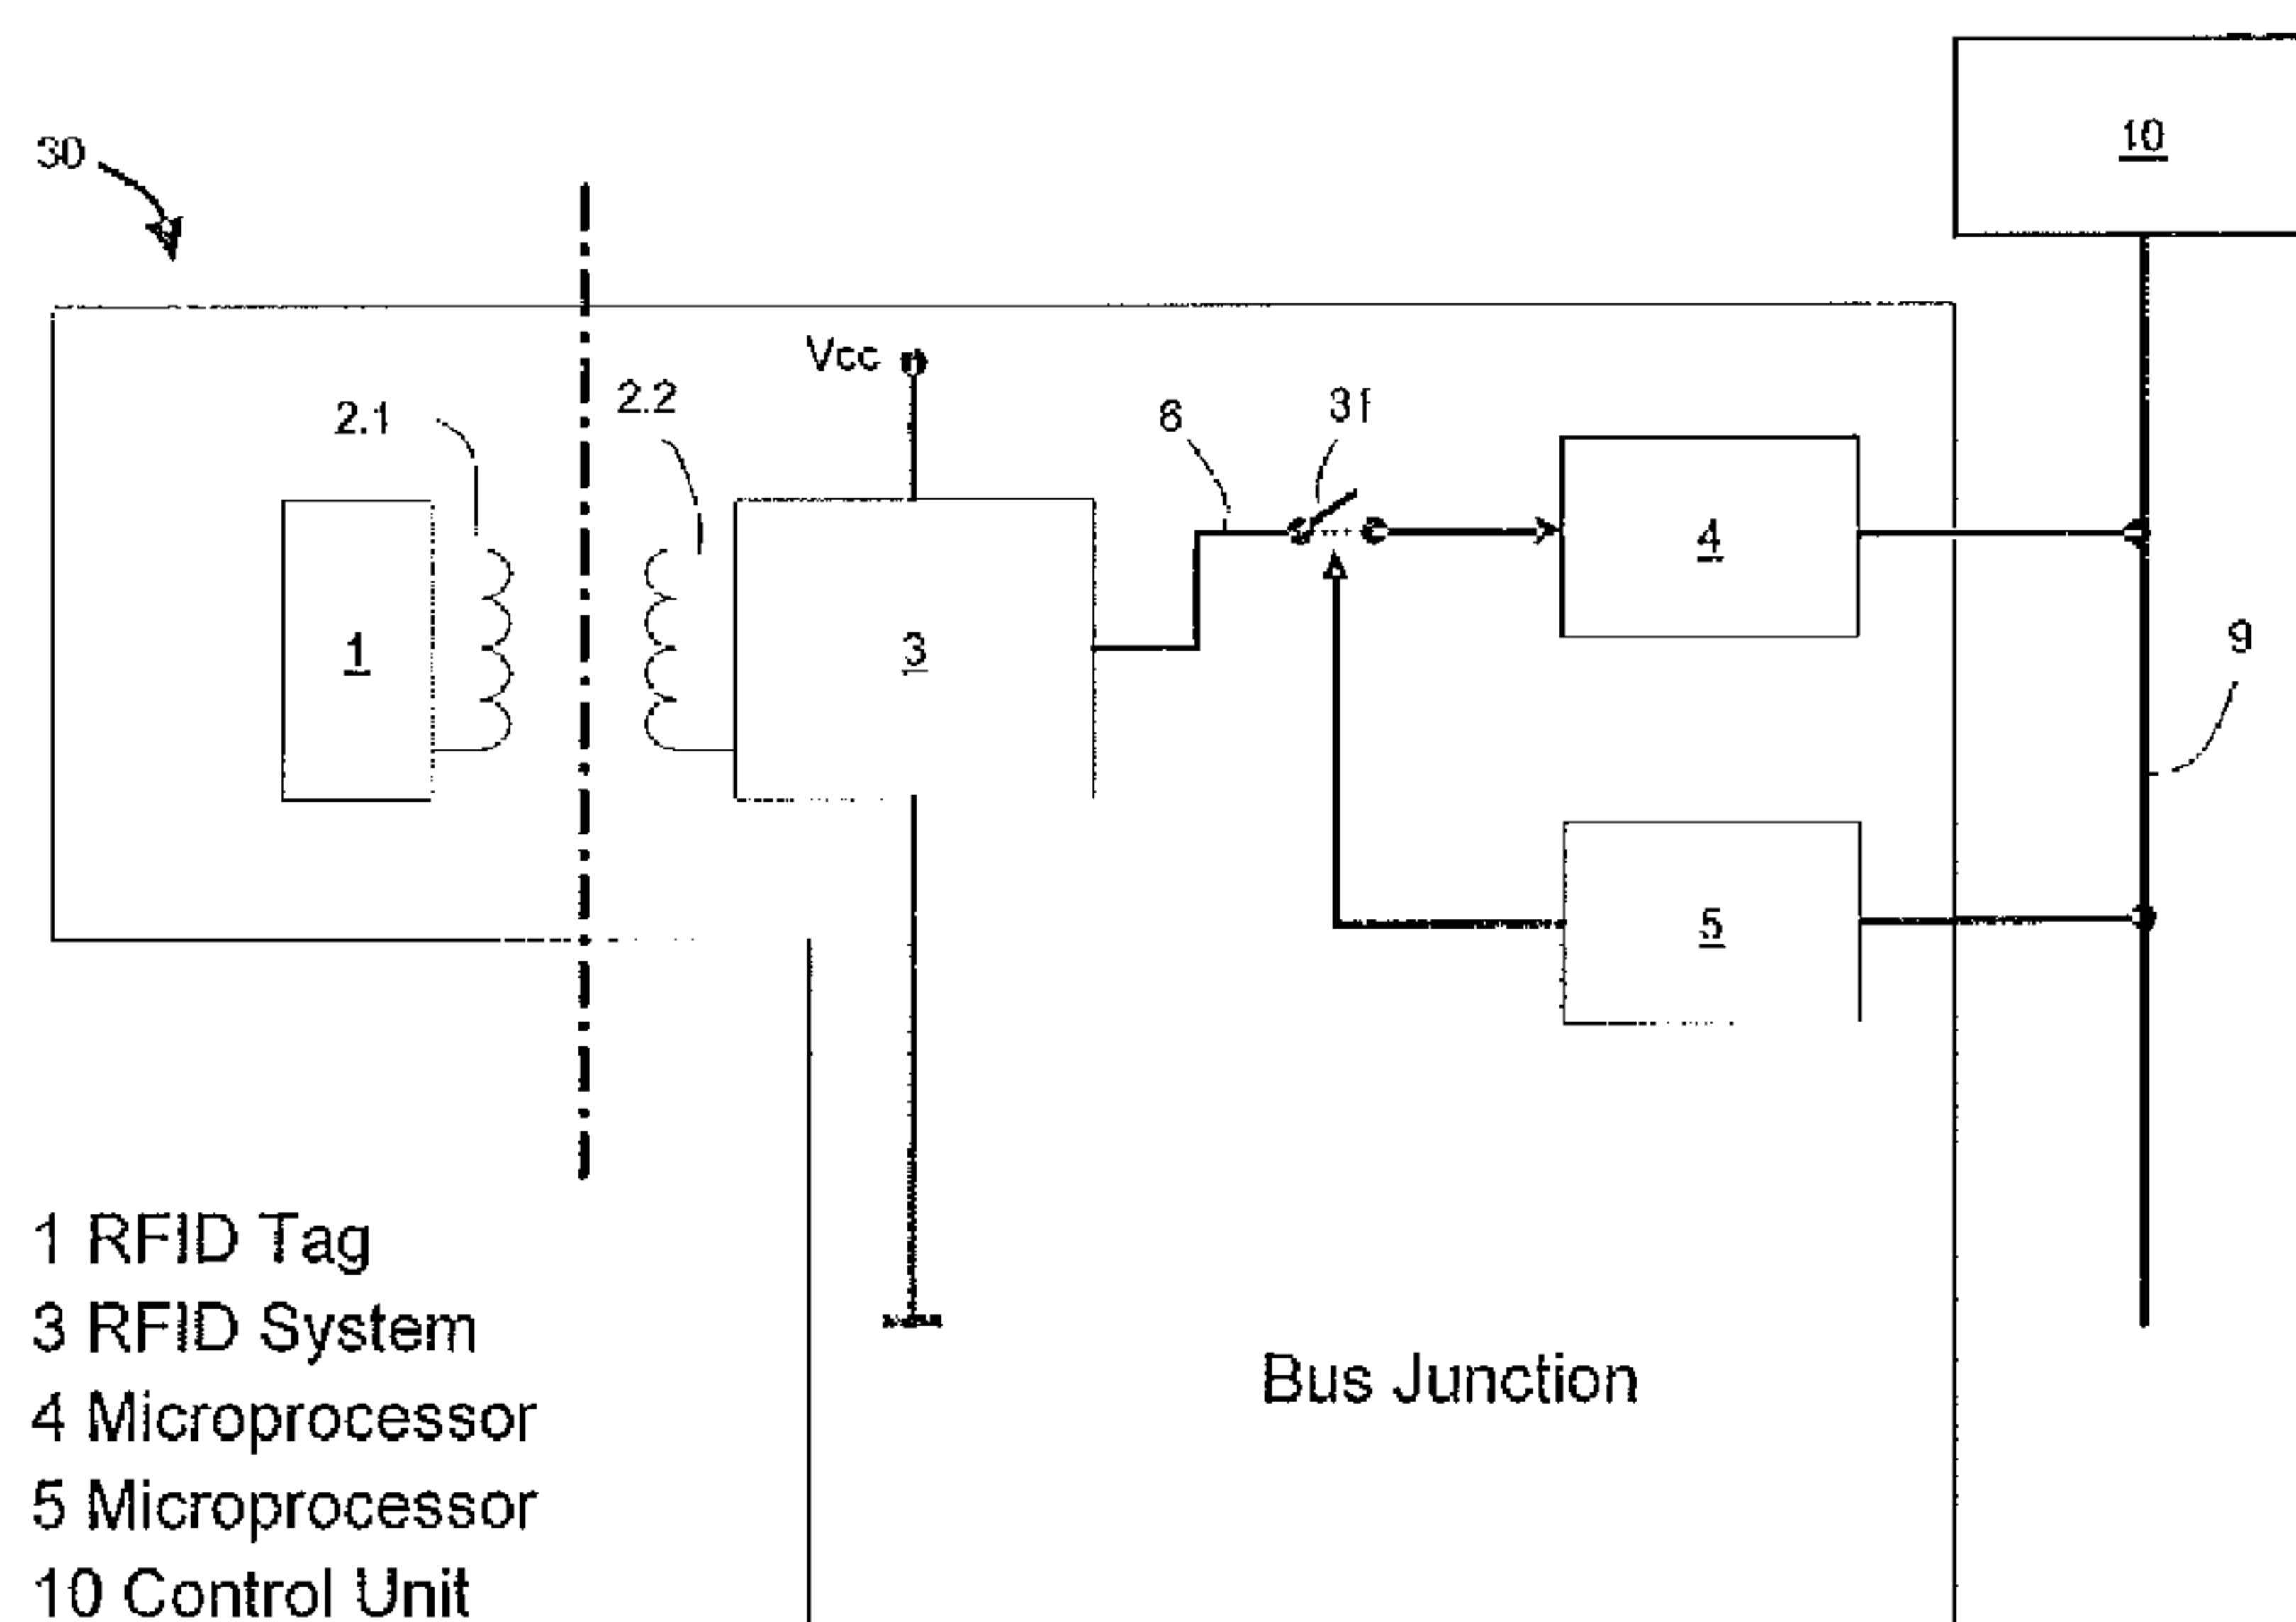 10
30
Vcc
2.2
2.1
31
4
1
3
9
5
1 RFID Tag
3 RFID System
4 Microprocessor
5 Microprocessor
10 Control Unit
Bus Junction